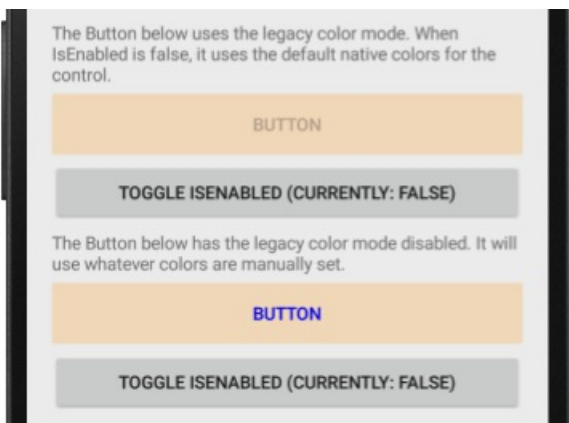 The Button below uses the legacy color mode. When
IsEnabled is false, it uses the default native colors for the
control.
BUTTON
TOGGLE ISENABLED (CURRENTLY: FALSE)
The Button below has the legacy color mode disabled. It will
use whatever colors are manually set.
BUTTON
TOGGLE ISENABLED (CURRENTLY: FALSE)